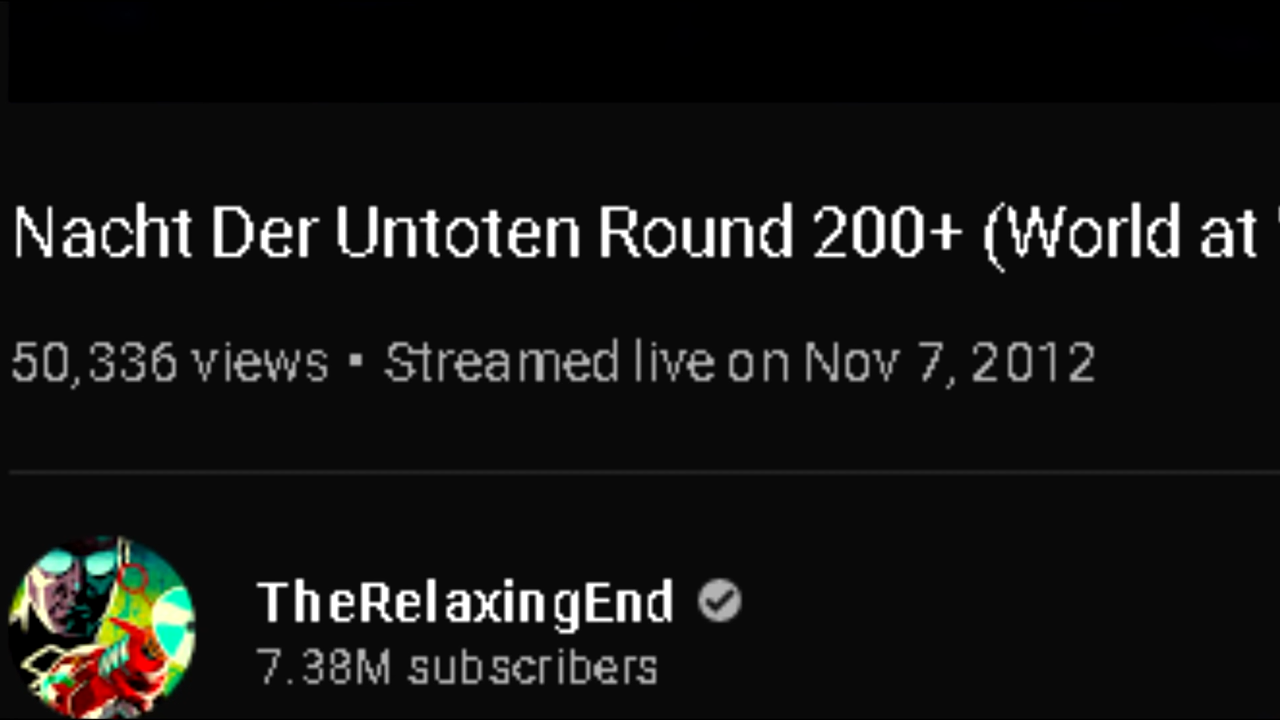 Nacht Der Untoten Round 200+ (World at
50,336 views • Streamed live on Nov 7, 2012
TheRelaxingEnd
7.38M subscribers